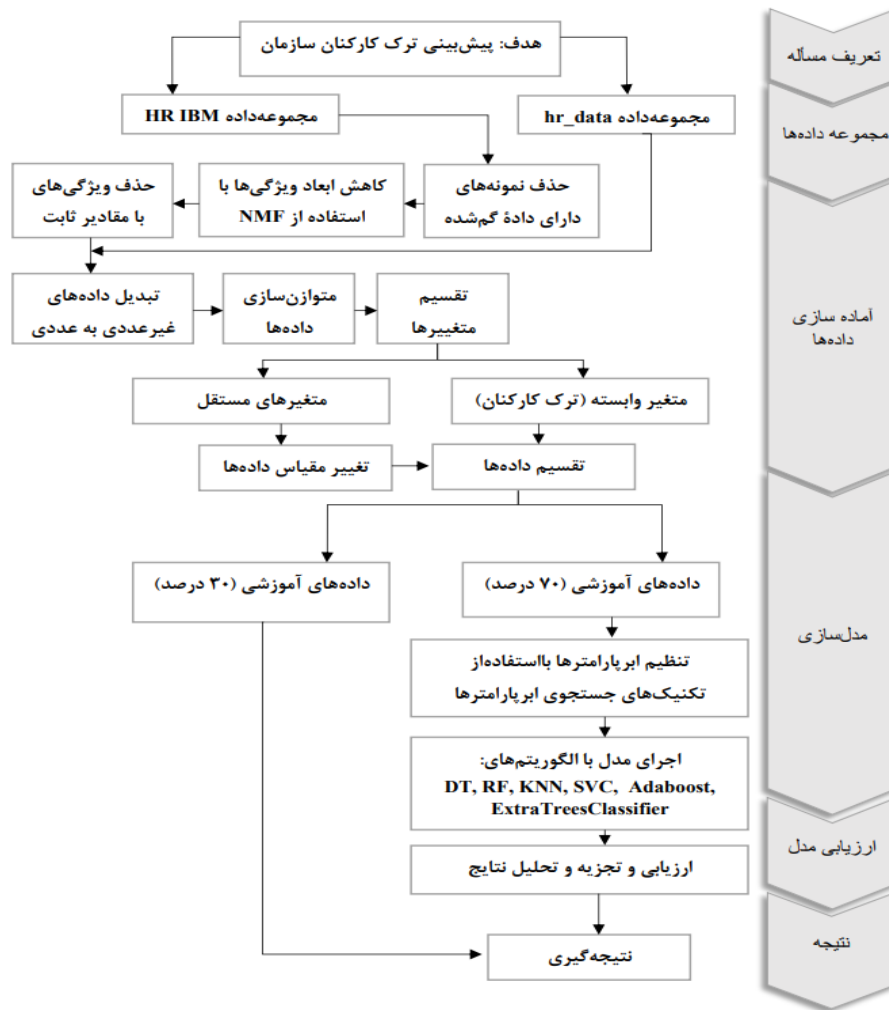 هدف: پیش‌بینی ترک کارکنان سازمان
تعریف مسأله
مجموعه‌داده hr_data
مجموعه‌داده HR IBM
مجموعه داده‌ها
حذف نمونه‌های
دارای دادهٔ گم‌شده
کاهش ابعاد ویژگی‌ها با
استفاده از NMF
حذف ویژگی‌های
با مقادیر ثابت
تبدیل داده‌های
غیرعددی به عددی
متوازن‌سازی
داده‌ها
تقسیم
متغییرها
آماده سازی
داده‌ها
متغیر وابسته (ترک کارکنان)
متغیرهای مستقل
تغییر مقیاس داده‌ها
تقسیم داده‌ها
داده‌های آموزشی (۷۰ درصد)
داده‌های آموزشی (۳۰ درصد)
مدل‌سازی
تنظیم ابرپارامترها بااستفاده‌از
تکنیک‌های جستجوی ابرپارامترها
اجرای مدل با الگوریتم‌های:
DT, RF, KNN, SVC, Adaboost,
ExtraTreesClassifier
ارزیابی و تجزیه و تحلیل نتایج
ارزیابی مدل
نتیجه‌گیری
نتیجه